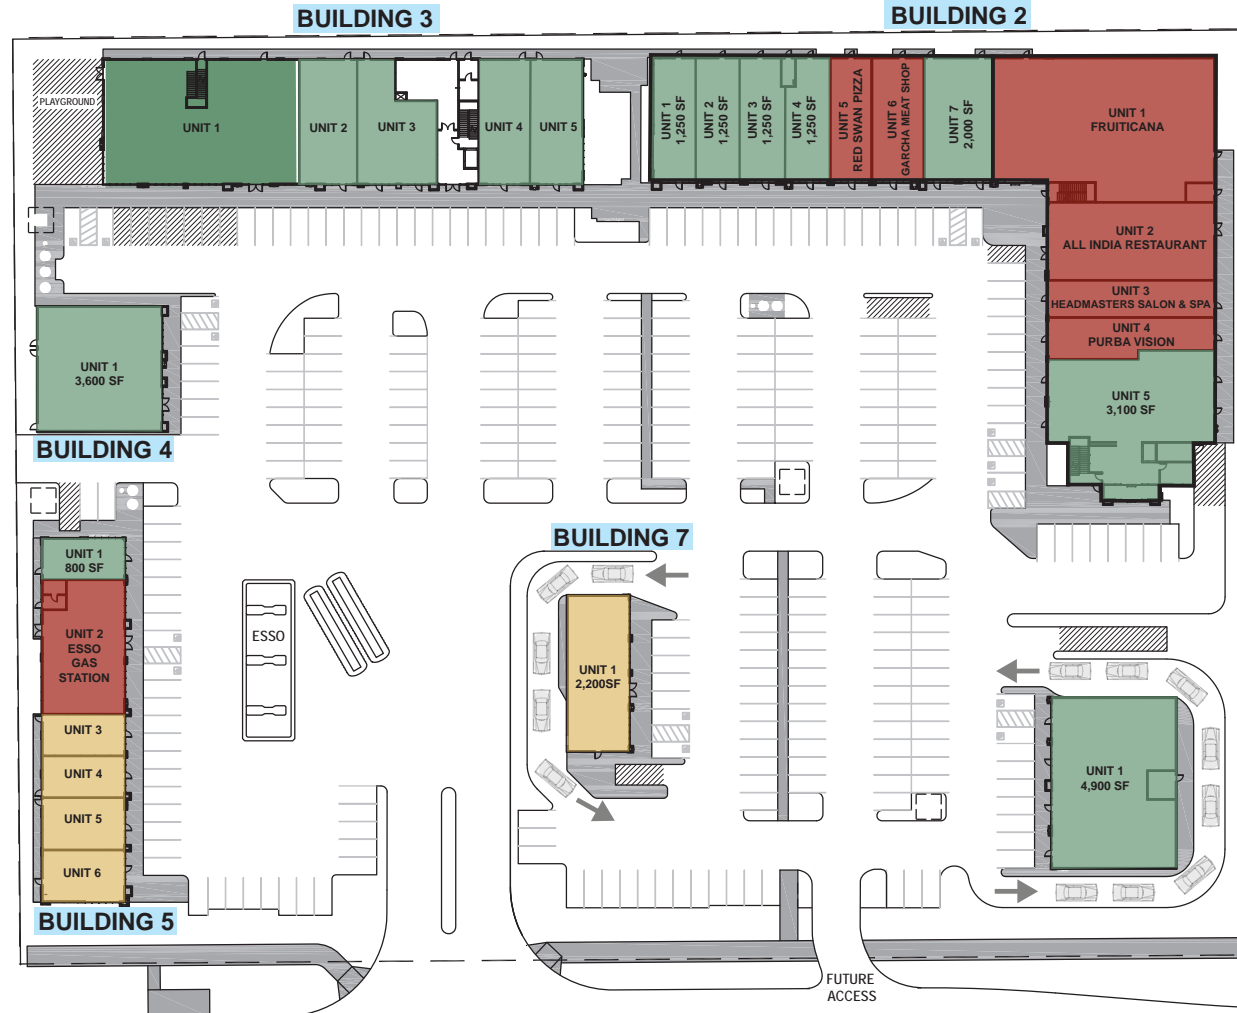 BUILDING 3
BUILDING 2
PLAYGROUND
UNIT 1
UNIT 2
UNIT 3
UNIT 4
UNIT 5
UNIT 1
1,250 SF
UNIT 2
1,250 SF
UNIT 3
1,250 SF
UNIT 4
1,250 SF
UNIT 5
RED SWAN PIZZA
UNIT 6
GARCHA MEAT SHOP
UNIT 7
2,000 SF
UNIT 1
FRUITICANA
UNIT 2
ALL INDIA RESTAURANT
UNIT 3
HEADMASTERS SALON & SPA
UNIT 4
PURBA VISION
UNIT 5
3,100 SF
UNIT 1
3,600 SF
BUILDING 4
BUILDING 7
UNIT 1
800 SF
UNIT 2
ESSO
GAS
STATION
UNIT 3
UNIT 4
UNIT 5
UNIT 6
BUILDING 5
ESSO
UNIT 1
2,200SF
UNIT 1
4,900 SF
FUTURE
ACCESS